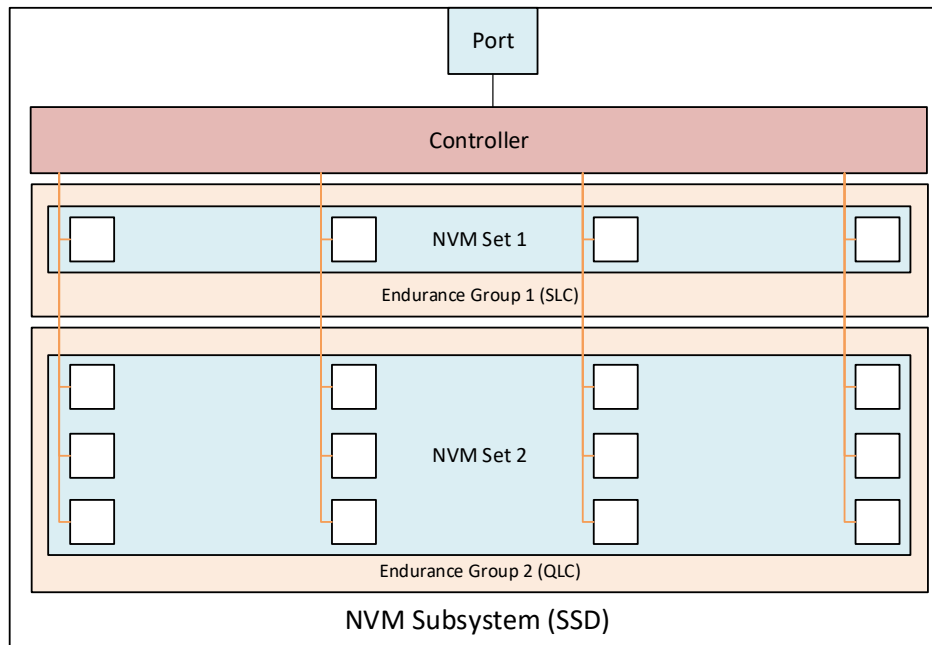 Port
Controller
NVM Set 1
Endurance Group 1 (SLC)
NVM Set 2
Endurance Group 2 (QLC)
NVM Subsystem (SSD)